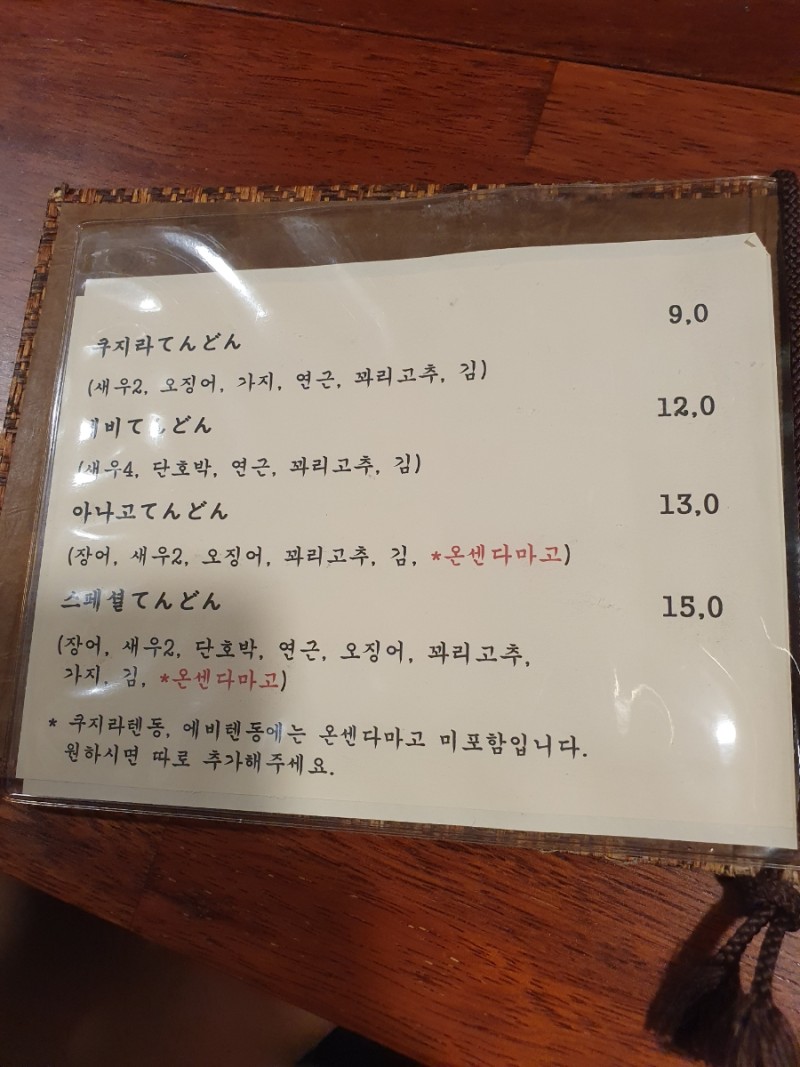 쿠지라てんどん 9,0
(새우2, 오징어, 가지, 연근, 꽈리고추, 김)
에비てんどん 12,0
(새우4, 단호박, 연근, 꽈리고추, 김)
아나고てんどん 13,0
(장어, 새우2, 오징어, 꽈리고추, 김, *온센다마고)
스페셜てんどん 15,0
(장어, 새우2, 단호박, 연근, 오징어, 꽈리고추,
가지, 김, *온센다마고)
* 쿠지라텐동, 에비텐동에는 온센다마고 미포함입니다.
원하시면 따로 추가해주세요.